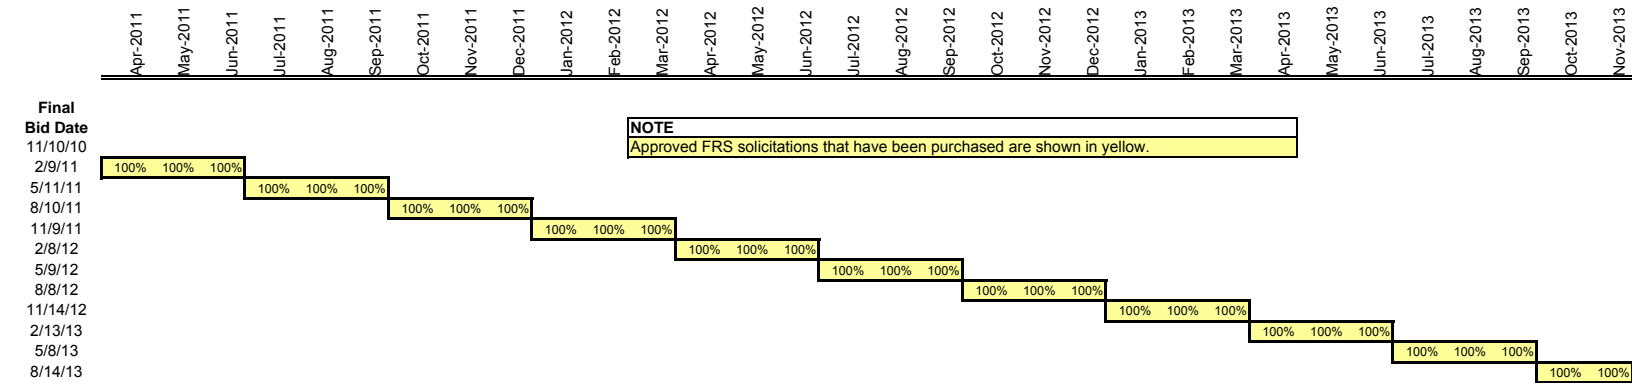 Apr-2011 May-2011 Jun-2011 Jul-2011 Aug-2011 Sep-2011 Oct-2011 Nov-2011 Dec-2011 Jan-2012 Feb-2012 Mar-2012 Apr-2012 May-2012 Jun-2012 Jul-2012 Aug-2012 Sep-2012 Oct-2012 Nov-2012 Dec-2012 Jan-2013 Feb-2013 Mar-2013 Apr-2013 May-2013 Jun-2013 Jul-2013 Aug-2013 Sep-2013 Oct-2013 Nov-2013
Final
Bid Date
NOTE
11/10/10
Approved FRS solicitations that have been purchased are shown in yellow.
2/9/11 100% 100% 100%
5/11/11 100% 100% 100%
8/10/11 100% 100% 100%
11/9/11 100% 100% 100%
2/8/12 100% 100% 100%
5/9/12 100% 100% 100%
8/8/12 100% 100% 100%
11/14/12 100% 100% 100%
2/13/13 100% 100% 100%
5/8/13 100% 100% 100%
8/14/13 100% 100%